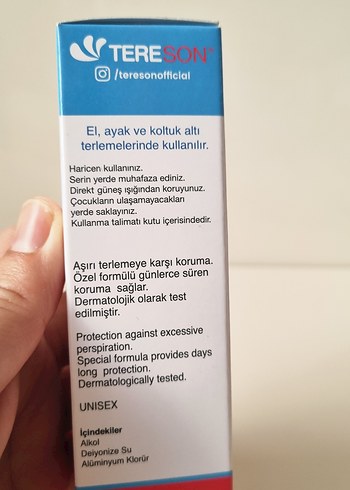 TERESON™
/teresonofficial
El, ayak ve koltuk altı
terlemelerinde kullanılır.
Haricen kullanınız.
Serin yerde muhafaza ediniz.
Direkt güneş ışığından koruyunuz.
Çocukların ulaşamayacakları
yerde saklayınız.
Kullanma talimatı kutu içerisindedir.
Aşırı terlemeye karşı koruma.
Özel formülü günlerce süren
koruma sağlar.
Dermatolojik olarak test
edilmiştir.
Protection against excessive
perspiration.
Special formula provides days
long protection.
Dermatologically tested.
UNISEX
İçindekiler
Alkol
Deiyonize Su
Alüminyum Klorür